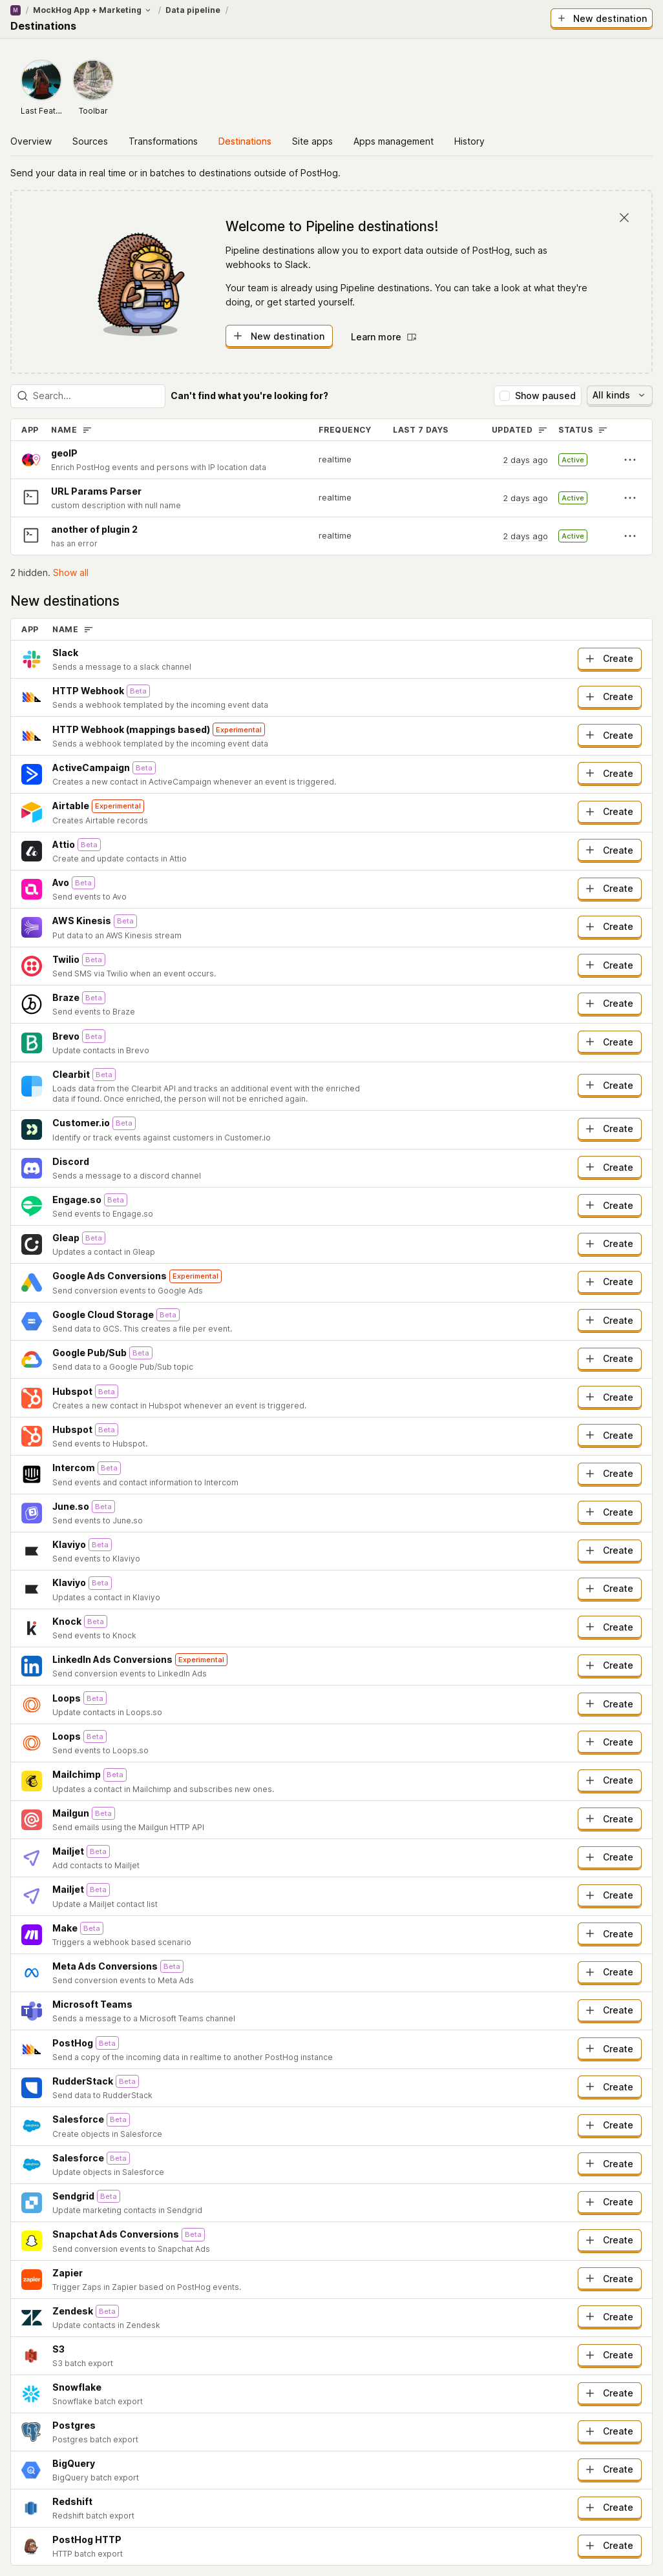 M / MockHog App + Marketing / Data pipeline /
Destinations
New destination
Last Feat...
Toolbar
Overview Sources Transformations Destinations Site apps Apps management History
Send your data in real time or in batches to destinations outside of PostHog.
Welcome to Pipeline destinations!
Pipeline destinations allow you to export data outside of PostHog, such as
webhooks to Slack.
Your team is already using Pipeline destinations. You can take a look at what they're
doing, or get started yourself.
New destination Learn more
Search... Can't find what you're looking for? Show paused All kinds
APP NAME FREQUENCY LAST 7 DAYS UPDATED STATUS
geoIP
Enrich PostHog events and persons with IP location data
realtime 2 days ago Active
URL Params Parser
custom description with null name
realtime 2 days ago Active
another of plugin 2
has an error
realtime 2 days ago Active
2 hidden. Show all
New destinations
APP NAME
Slack
Sends a message to a slack channel
Create
HTTP Webhook Beta
Sends a webhook templated by the incoming event data
Create
HTTP Webhook (mappings based) Experimental
Sends a webhook templated by the incoming event data
Create
ActiveCampaign Beta
Creates a new contact in ActiveCampaign whenever an event is triggered.
Create
Airtable Experimental
Creates Airtable records
Create
Attio Beta
Create and update contacts in Attio
Create
Avo Beta
Send events to Avo
Create
AWS Kinesis Beta
Put data to an AWS Kinesis stream
Create
Twilio Beta
Send SMS via Twilio when an event occurs.
Create
Braze Beta
Send events to Braze
Create
Brevo Beta
Update contacts in Brevo
Create
Clearbit Beta
Loads data from the Clearbit API and tracks an additional event with the enriched
data if found. Once enriched, the person will not be enriched again.
Create
Customer.io Beta
Identify or track events against customers in Customer.io
Create
Discord
Sends a message to a discord channel
Create
Engage.so Beta
Send events to Engage.so
Create
Gleap Beta
Updates a contact in Gleap
Create
Google Ads Conversions Experimental
Send conversion events to Google Ads
Create
Google Cloud Storage Beta
Send data to GCS. This creates a file per event.
Create
Google Pub/Sub Beta
Send data to a Google Pub/Sub topic
Create
Hubspot Beta
Creates a new contact in Hubspot whenever an event is triggered.
Create
Hubspot Beta
Send events to Hubspot.
Create
Intercom Beta
Send events and contact information to Intercom
Create
June.so Beta
Send events to June.so
Create
Klaviyo Beta
Send events to Klaviyo
Create
Klaviyo Beta
Updates a contact in Klaviyo
Create
Knock Beta
Send events to Knock
Create
LinkedIn Ads Conversions Experimental
Send conversion events to LinkedIn Ads
Create
Loops Beta
Update contacts in Loops.so
Create
Loops Beta
Send events to Loops.so
Create
Mailchimp Beta
Updates a contact in Mailchimp and subscribes new ones.
Create
Mailgun Beta
Send emails using the Mailgun HTTP API
Create
Mailjet Beta
Add contacts to Mailjet
Create
Mailjet Beta
Update a Mailjet contact list
Create
Make Beta
Triggers a webhook based scenario
Create
Meta Ads Conversions Beta
Send conversion events to Meta Ads
Create
Microsoft Teams
Sends a message to a Microsoft Teams channel
Create
PostHog Beta
Send a copy of the incoming data in realtime to another PostHog instance
Create
RudderStack Beta
Send data to RudderStack
Create
Salesforce Beta
Create objects in Salesforce
Create
Salesforce Beta
Update objects in Salesforce
Create
Sendgrid Beta
Update marketing contacts in Sendgrid
Create
Snapchat Ads Conversions Beta
Send conversion events to Snapchat Ads
Create
zapier
Zapier
Trigger Zaps in Zapier based on PostHog events.
Create
Zendesk Beta
Update contacts in Zendesk
Create
S3
S3 batch export
Create
Snowflake
Snowflake batch export
Create
Postgres
Postgres batch export
Create
BigQuery
BigQuery batch export
Create
Redshift
Redshift batch export
Create
PostHog HTTP
HTTP batch export
Create